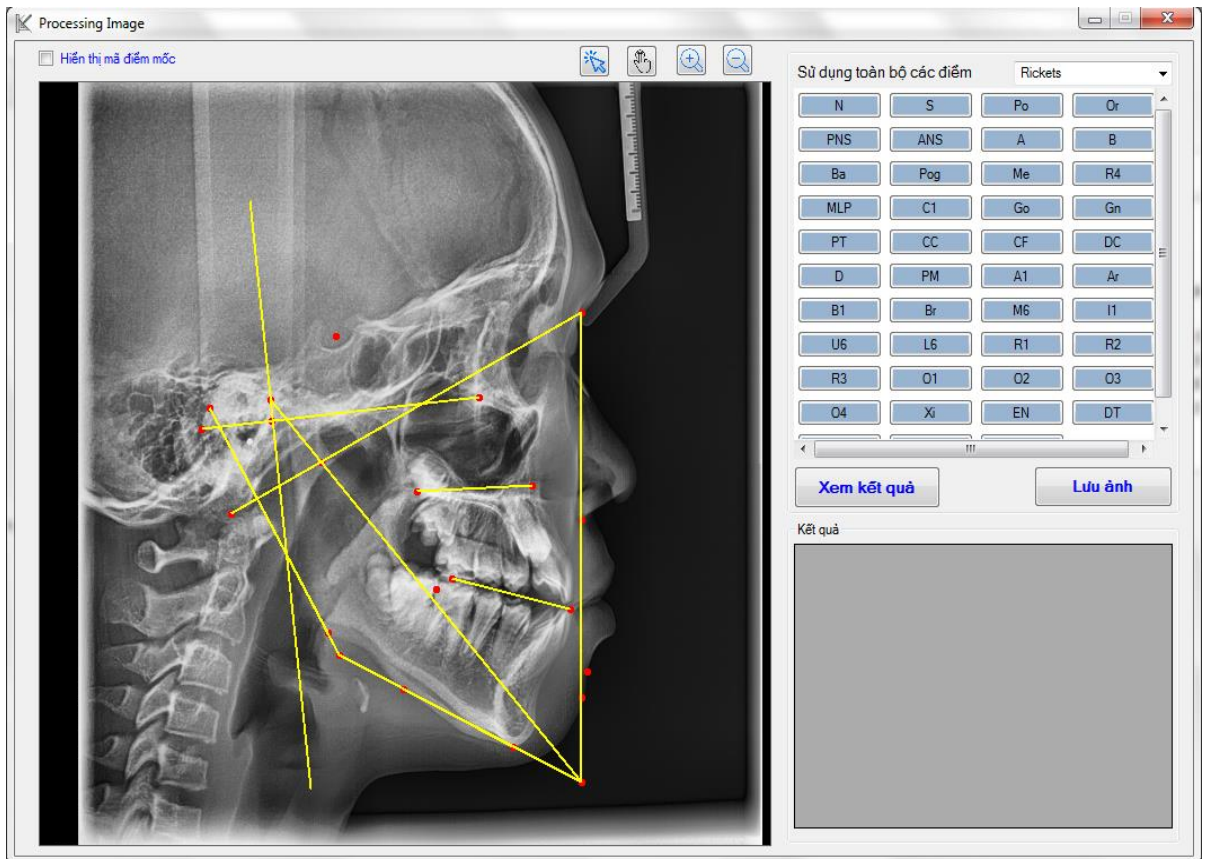 Processing Image
Hiển thị mã điểm mốc
Sử dụng toàn bộ các điểm Rickets
N S Po Or
PNS ANS A B
Ba Pog Me R4
MLP C1 Go Gn
PT CC CF DC
D PM A1 Ar
B1 Br M6 I1
U6 L6 R1 R2
R3 O1 O2 O3
O4 Xi EN DT
Xem kết quả Lưu ảnh
Kết quả